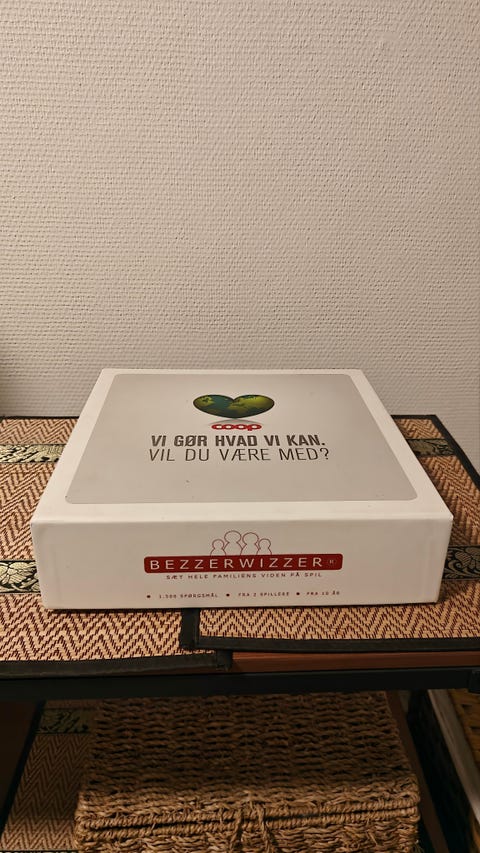 coop
VI GØR HVAD VI KAN.
VIL DU VÆRE MED?
BEZZERWIZZER®
SÆT HELE FAMILIENS VIDEN PÅ SPIL
• 1.500 SPØRGSMÅL • FRA 2 SPILLERE • FRA 10 ÅR